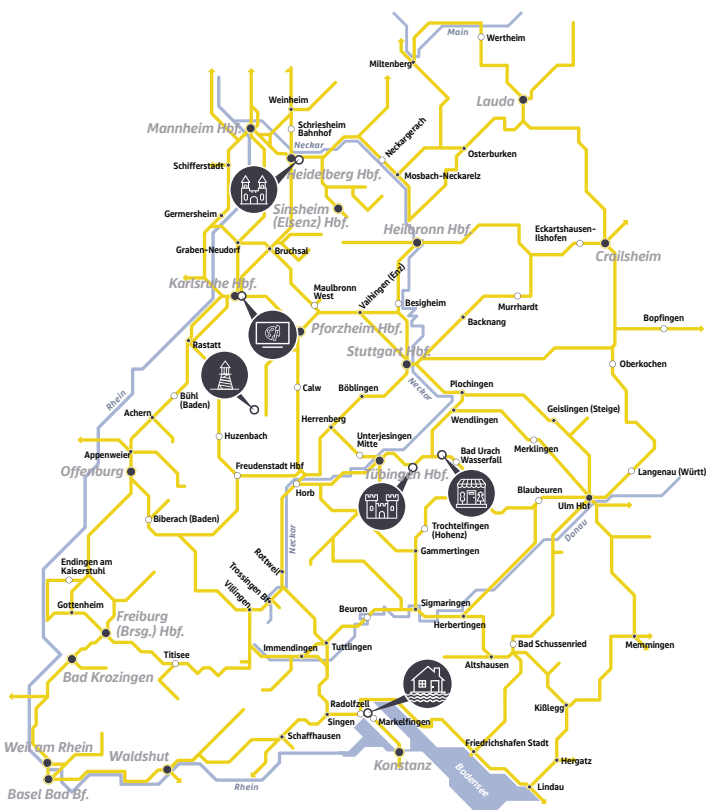 Main
Wertheim
Miltenberg
Lauda
Weinheim
Schriesheim
Bahnhof
Mannheim Hbf.
Neckar
Neckargerach
Osterburken
Schifferstadt
Heidelberg Hbf.
Mosbach-Neckarelz
Germersheim
Sinsheim
(Elsenz) Hbf.
Heilbronn Hbf.
Eckartshausen-
Ilshofen
Crailsheim
Graben-Neudorf
Bruchsal
Karlsruhe Hbf.
Maulbronn
West
Vaihingen (Enz)
Besigheim
Murrhardt
Backnang
Bopfingen
Pforzheim Hbf.
Rastatt
Stuttgart Hbf.
Oberkochen
Rhein
Bühl
(Baden)
Calw
Böblingen
Neckar
Plochingen
Achern
Herrenberg
Wendlingen
Geislingen (Steige)
Huzenbach
Unterjesingen
Mitte
Merklingen
Appenweier
Offenburg
Freudenstadt Hbf
Tübingen Hbf.
Bad Urach
Wasserfall
Langenau (Württ)
Horb
Blaubeuren
Ulm Hbf
Biberach (Baden)
Trochtelfingen
(Hohenz)
Donau
Neckar
Gammertingen
Endingen am
Kaiserstuhl
Rottweil
Trossingen Bf.
Villingen
Gottenheim
Beuron
Sigmaringen
Herbertingen
Freiburg
(Brsg.) Hbf.
Titisee
Immendingen
Tuttlingen
Bad Schussenried
Memmingen
Altshausen
Bad Krozingen
Radolfzell
Singen
Markelfingen
Kißlegg
Schaffhausen
Weil am Rhein
Waldshut
Konstanz
Friedrichshafen Stadt
Hergatz
Basel Bad Bf.
Rhein
Bodensee
Lindau